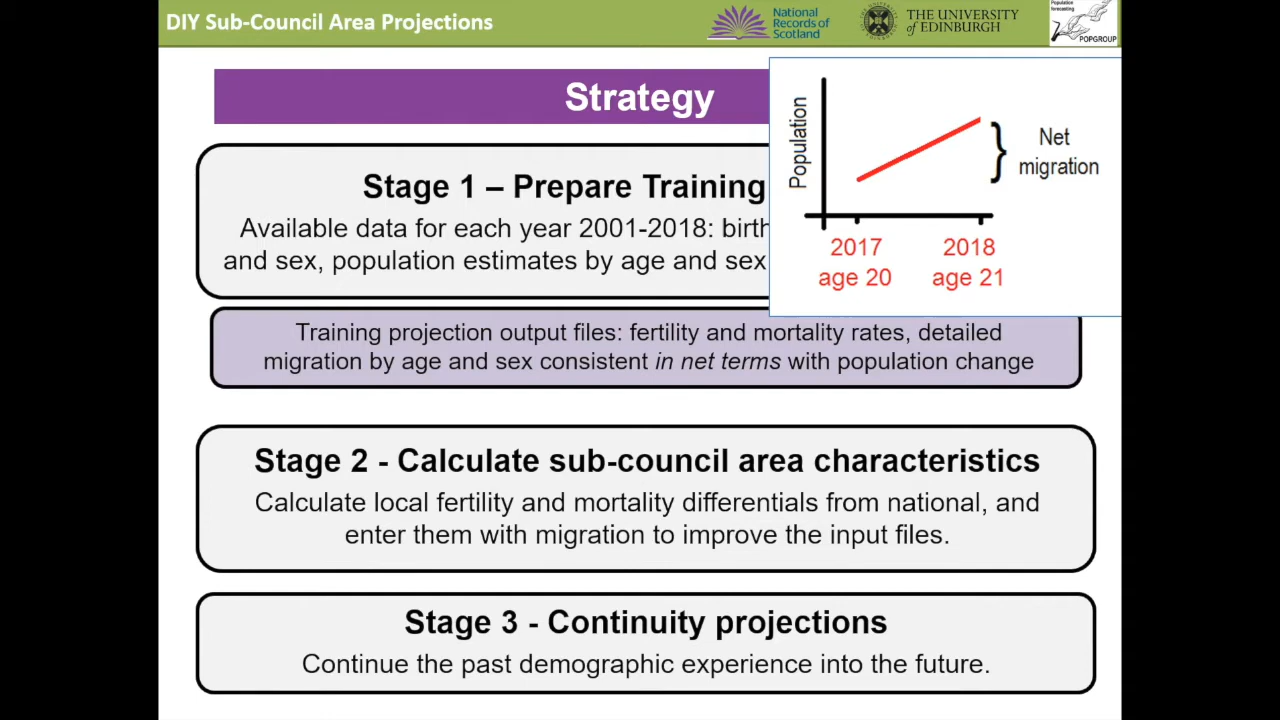 DIY Sub-Council Area Projections
National
Records of
Scotland
THE UNIVERSITY
of EDINBURGH
Population
forecasting
POPGROUP
Strategy
Stage 1 – Prepare Training
Available data for each year 2001-2018: birth
and sex, population estimates by age and sex
Population
Net
migration
2017
age 20
2018
age 21
Training projection output files: fertility and mortality rates, detailed
migration by age and sex consistent in net terms with population change
Stage 2 - Calculate sub-council area characteristics
Calculate local fertility and mortality differentials from national, and
enter them with migration to improve the input files.
Stage 3 - Continuity projections
Continue the past demographic experience into the future.